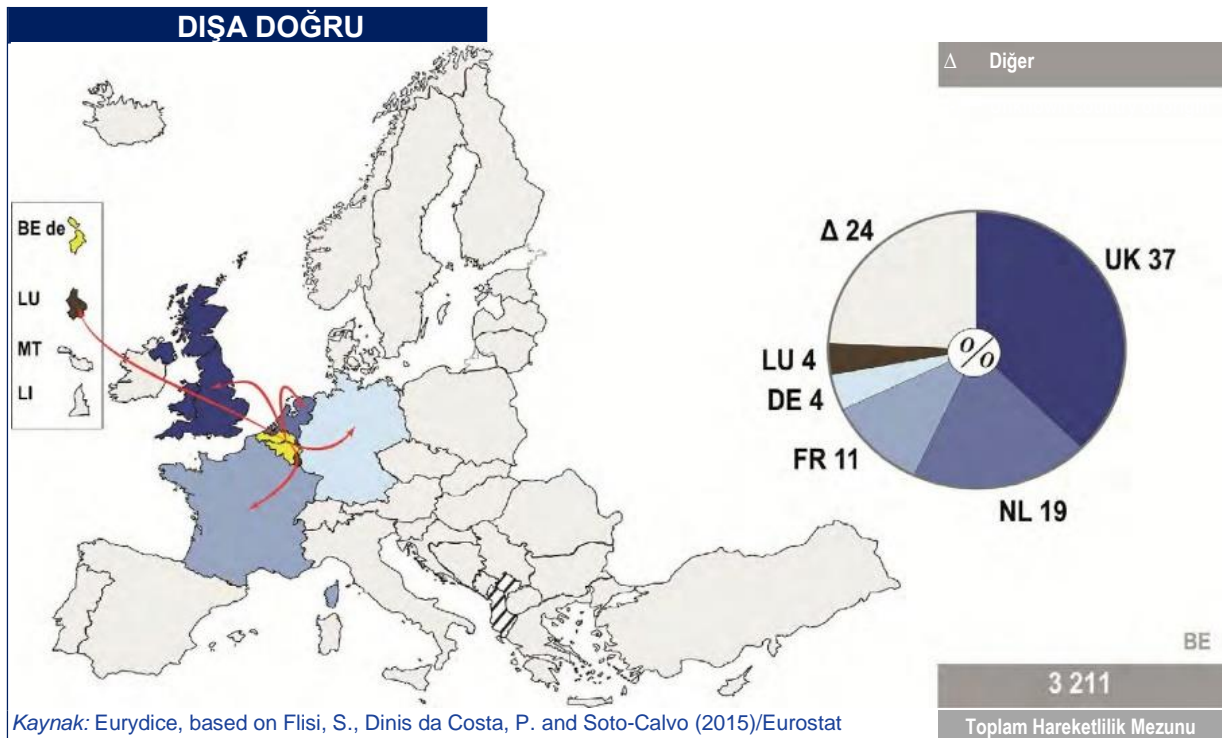 DIŞA DOĞRU
Δ Diğer
BE de
LU
MT
LI
Δ 24
UK 37
%
LU 4
DE 4
FR 11
NL 19
BE
3 211
Toplam Hareketlilik Mezunu
Kaynak: Eurydice, based on Flisi, S., Dinis da Costa, P. and Soto-Calvo (2015)/Eurostat